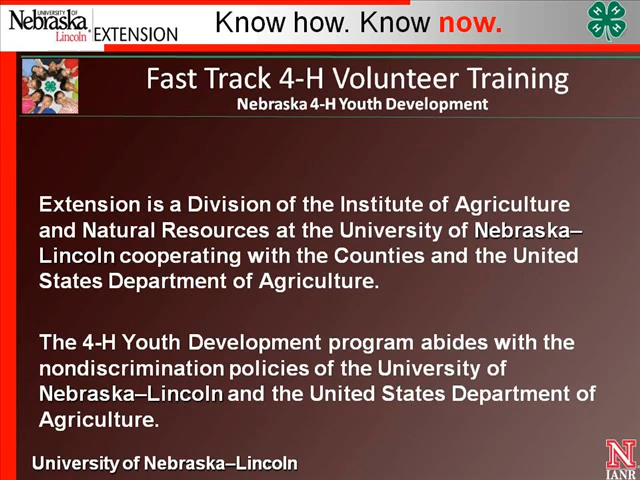 UNIVERSITY OF
Nebraska
Lincoln
EXTENSION
Know how. Know now.
Fast Track 4-H Volunteer Training
Nebraska 4-H Youth Development
Extension is a Division of the Institute of Agriculture
and Natural Resources at the University of Nebraska–
Lincoln cooperating with the Counties and the United
States Department of Agriculture.
The 4-H Youth Development program abides with the
nondiscrimination policies of the University of
Nebraska–Lincoln and the United States Department of
Agriculture.
University of Nebraska–Lincoln
N
IANR